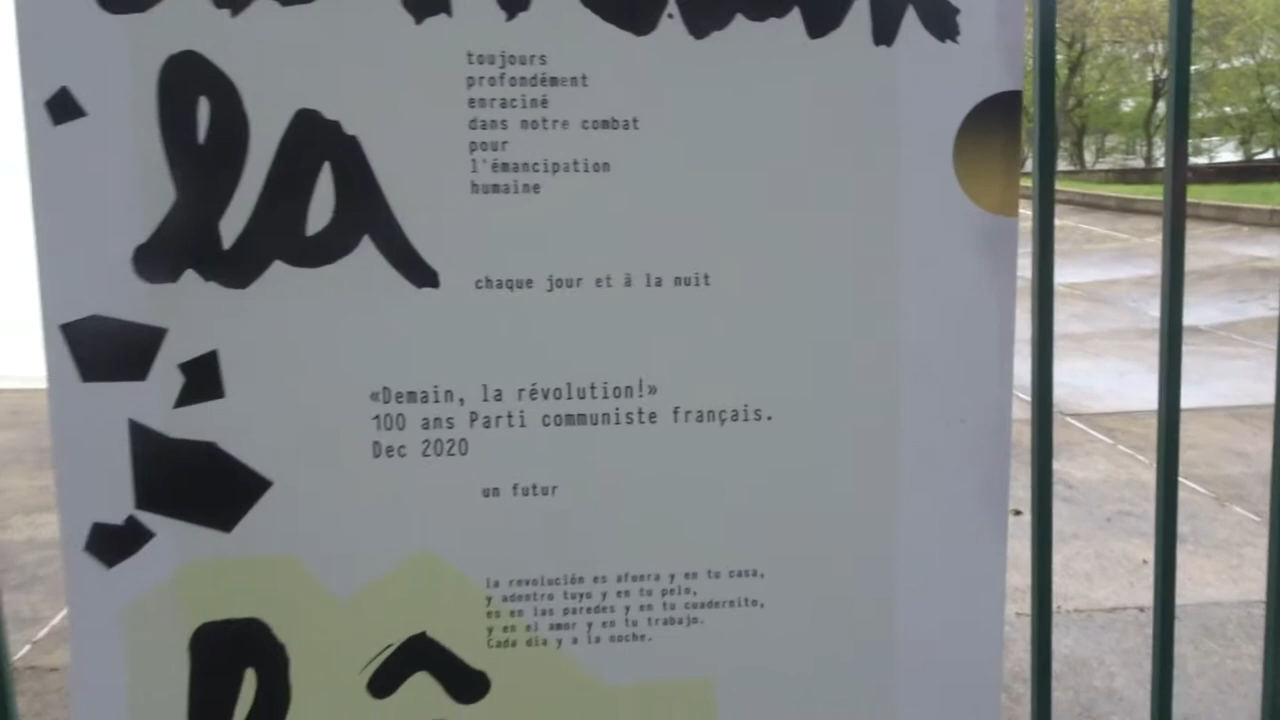 la
toujours
profondément
enraciné
dans notre combat
pour
l'émancipation
humaine
chaque jour et à la nuit
«Demain, la révolution!»
100 ans Parti communiste français.
Dec 2020
un futur
la revolución es afuera y en tu casa,
y adentro tuyo y en tu pelo,
es en las paredes y en tu cuadernito,
y en el amor y en tu trabajo.
Cada día y a la noche.